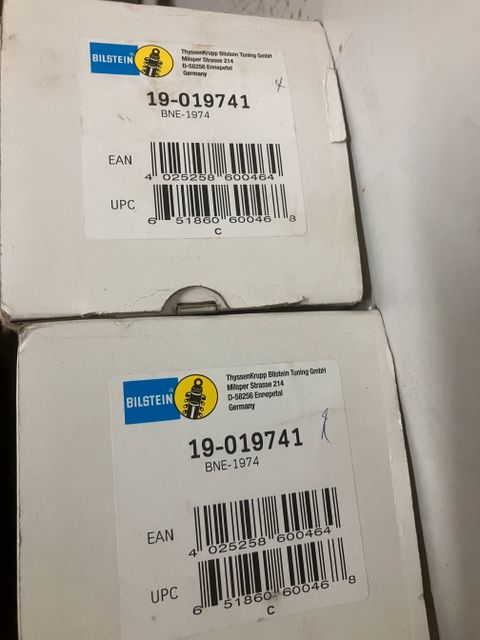 BILSTEIN
ThyssenKrupp Bilstein Tuning GmbH
Milsper Strasse 214
D-58256 Ennepetal
Germany
19-019741
BNE-1974
EAN
4 025258 600464
UPC
6 51860 60046 8
C
BILSTEIN
ThyssenKrupp Bilstein Tuning GmbH
Milsper Strasse 214
D-58256 Ennepetal
Germany
19-019741
BNE-1974
EAN
4 025258 600464
UPC
6 51860 60046 8
C